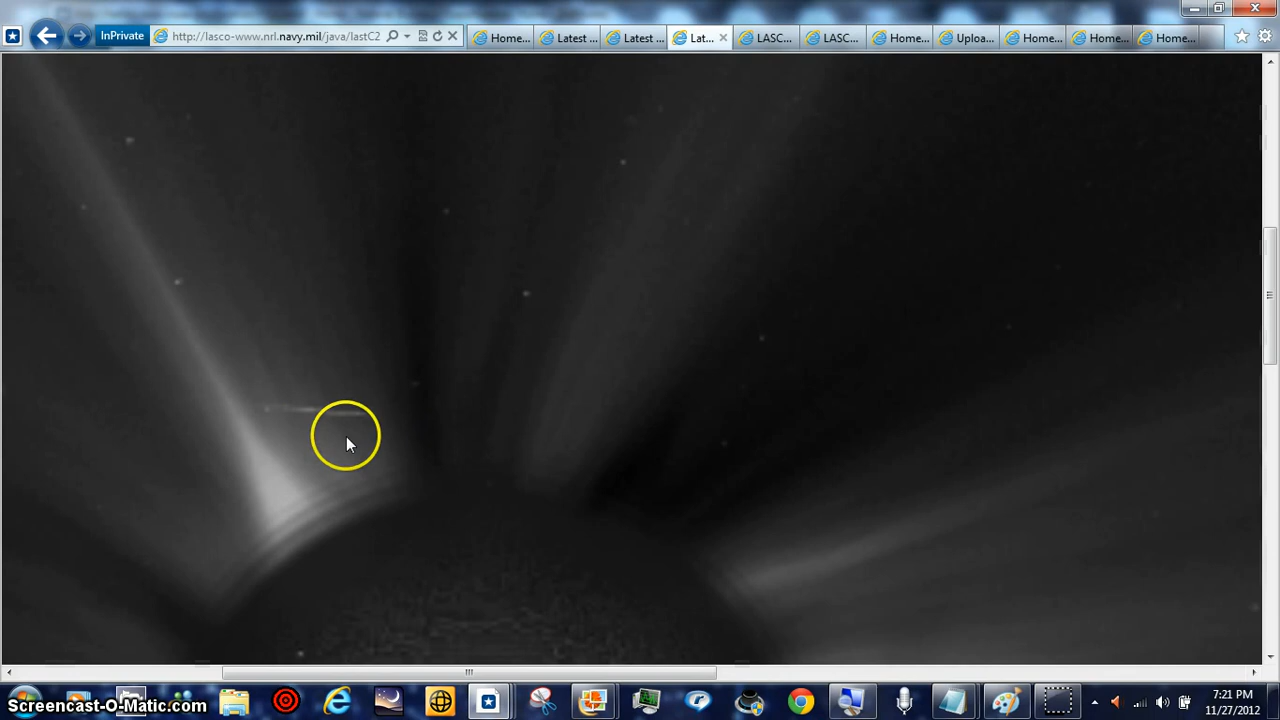 InPrivate http://lasco-www.nrl.navy.mil/java/lastC2 Home... Latest ... Latest ... Lat... LASC... LASC... Home... Uploa... Home... Home... Home...
Screencast-O-Matic.com
7:21 PM
11/27/2012